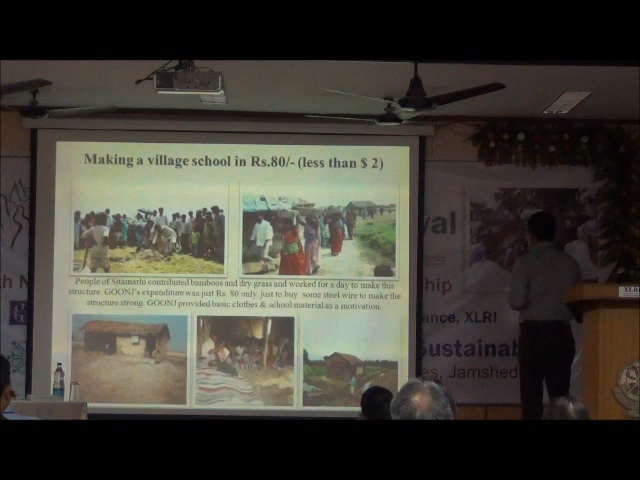 Making a village school in Rs.80/- (less than $ 2)
People of Sitamarhi contributed bamboos and dry grass and worked for a day to make this
structure. GOONJ's expenditure was just Rs. 80 only, just to buy some steel wire to make the
structure strong. GOONJ provided basic clothes & school material as a motivation.
val
hip
ance, XLRI
Sustainab
es, Jamshed
XLRI